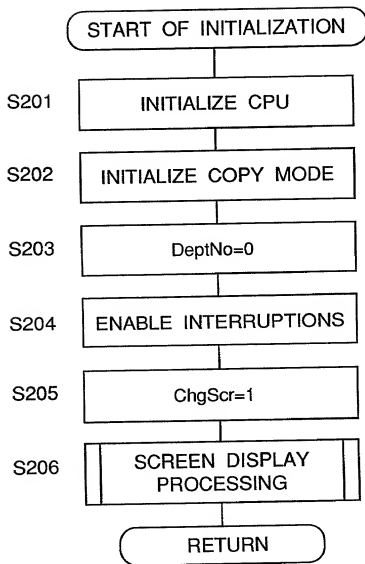 START OF INITIALIZATION
S201
INITIALIZE CPU
S202
INITIALIZE COPY MODE
S203
DeptNo=0
S204
ENABLE INTERRUPTIONS
S205
ChgScr=1
S206
SCREEN DISPLAY
PROCESSING
RETURN